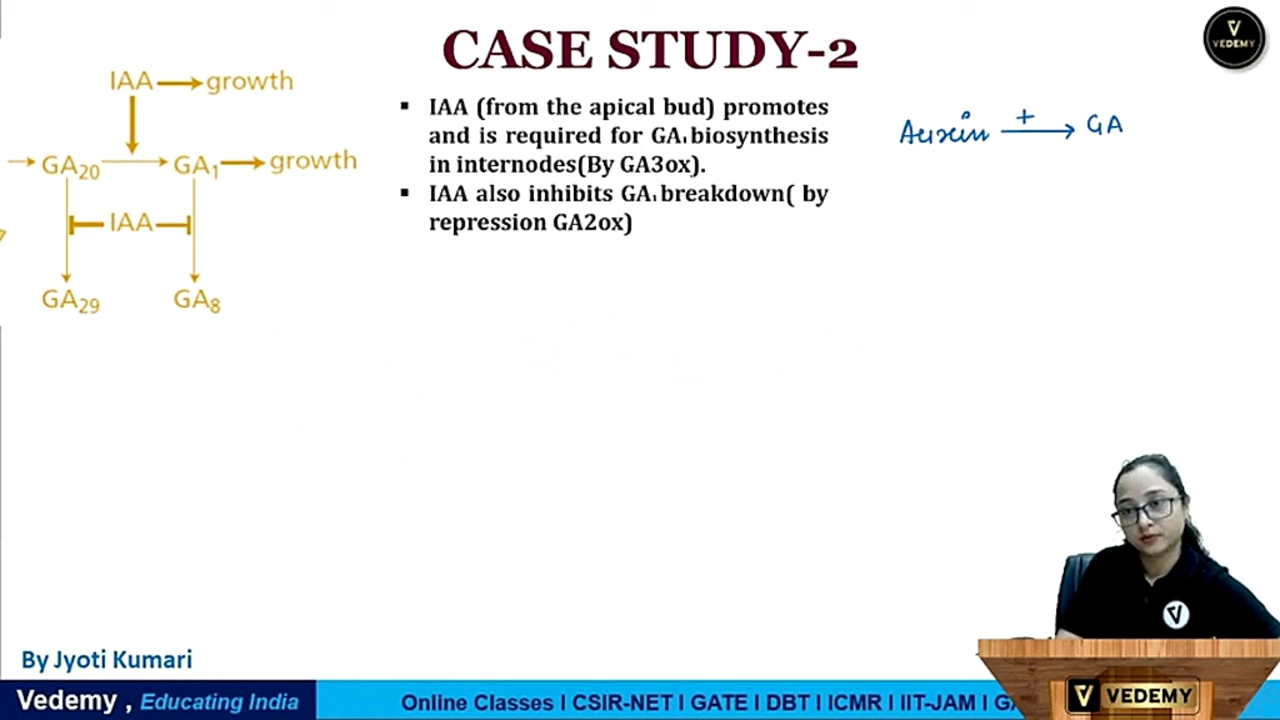 CASE STUDY-2
VEDEMY
IAA → growth
GA20 → GA1 → growth
IAA
GA29 GA8
▪ IAA (from the apical bud) promotes
and is required for GA₁ biosynthesis
in internodes(By GA3ox).
▪ IAA also inhibits GA₁ breakdown( by
repression GA2ox)
Auxin + → GA
By Jyoti Kumari
Vedemy , Educating India
Online Classes I CSIR-NET I GATE I DBT I ICMR I IIT-JAM I
VEDEMY